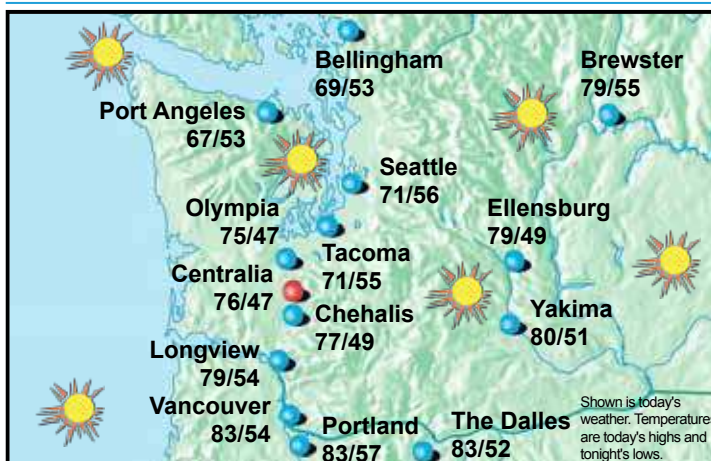 Bellingham
69/53
Brewster
79/55
Port Angeles
67/53
Seattle
71/56
Olympia
75/47
Ellensburg
79/49
Tacoma
71/55
Centralia
76/47
Chehalis
77/49
Yakima
80/51
Longview
79/54
Vancouver
83/54
Portland
83/57
The Dalles
83/52
Shown is today's
weather. Temperatures
are today's highs and
tonight's lows.